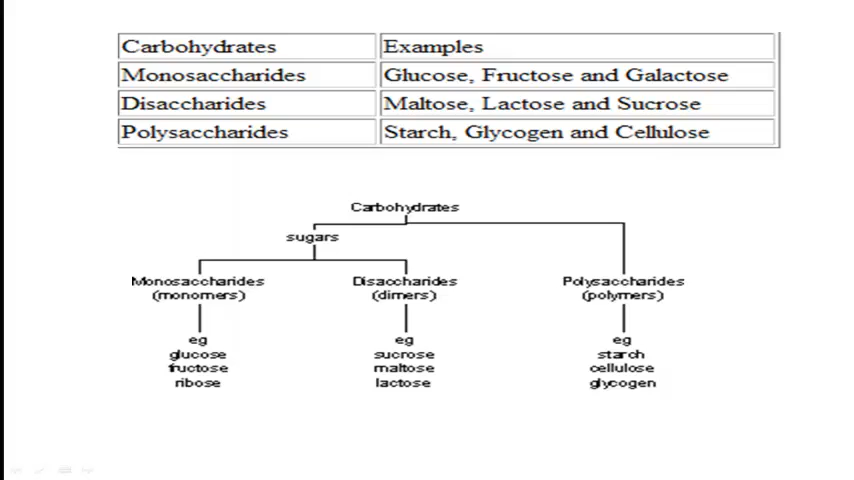 Carbohydrates Examples
Monosaccharides Glucose, Fructose and Galactose
Disaccharides Maltose, Lactose and Sucrose
Polysaccharides Starch, Glycogen and Cellulose
Carbohydrates
sugars
Monosaccharides Disaccharides Polysaccharides
(monomers) (dimers) (polymers)
eg eg eg
glucose sucrose starch
fructose maltose cellulose
ribose lactose glycogen